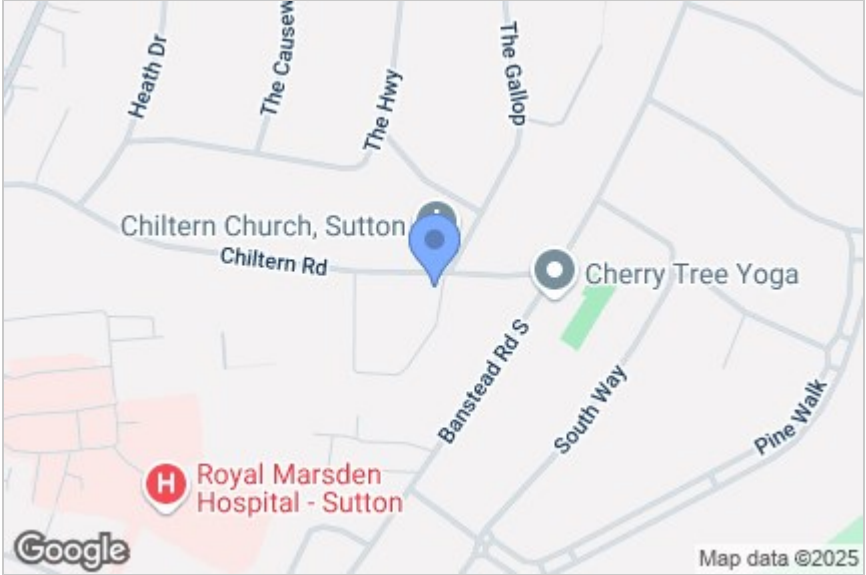 Heath Dr
The Causew
The Hwy
The Gallop
Chiltern Church, Sutton
Chiltern Rd
Cherry Tree Yoga
Banstead Rd S
South Way
Pine Walk
H
Royal Marsden
Hospital - Sutton
Google
Map data ©2025